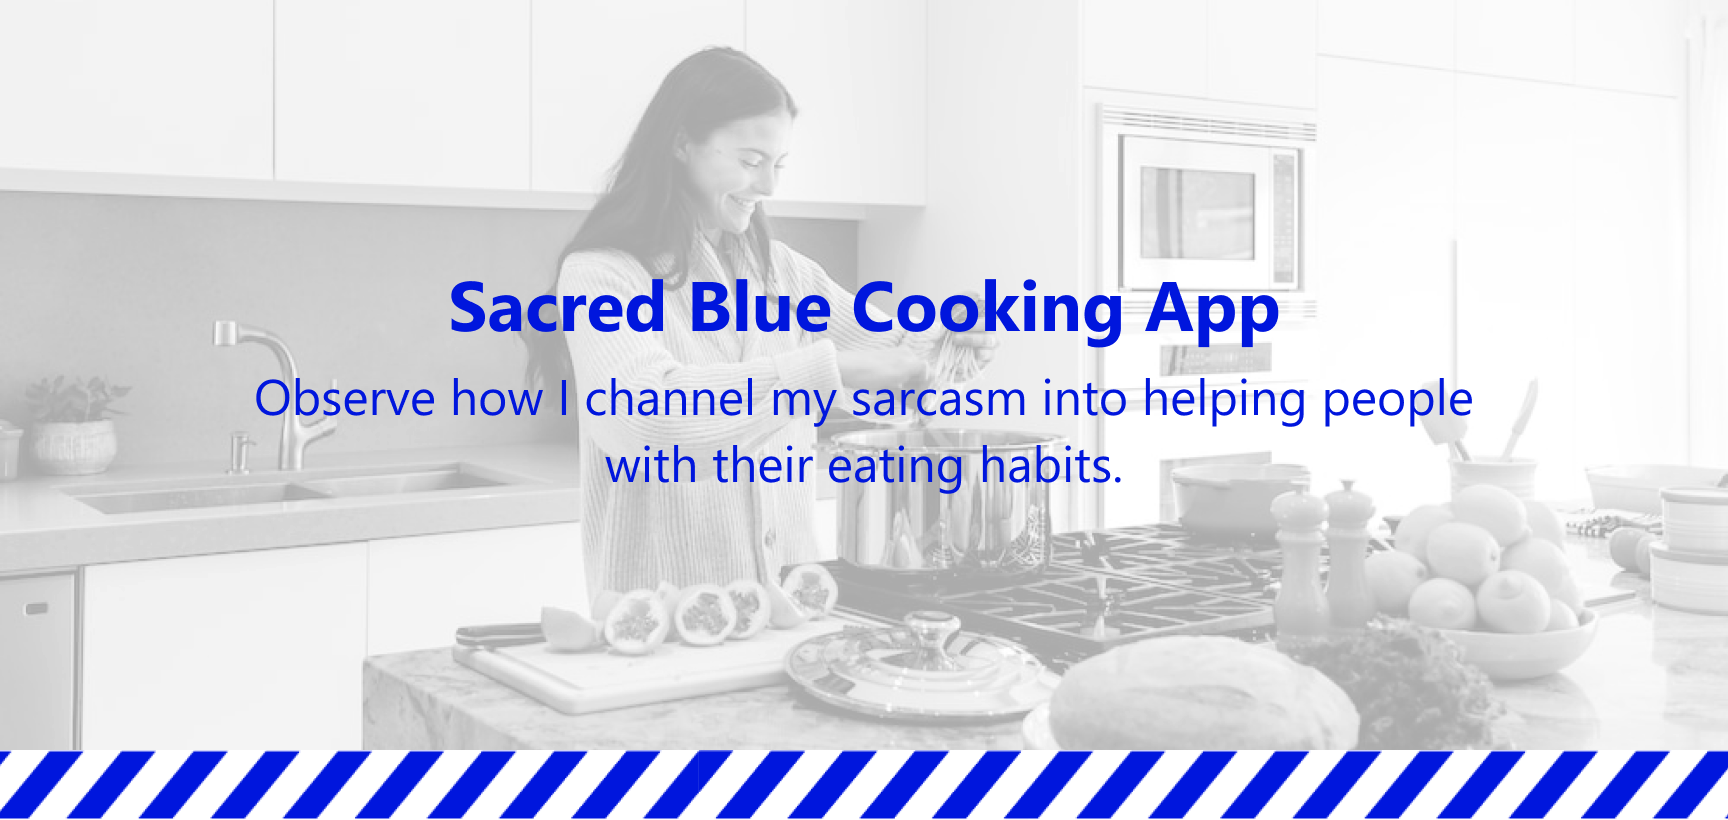 Sacred Blue Cooking App
Observe how I channel my sarcasm into helping people
with their eating habits.